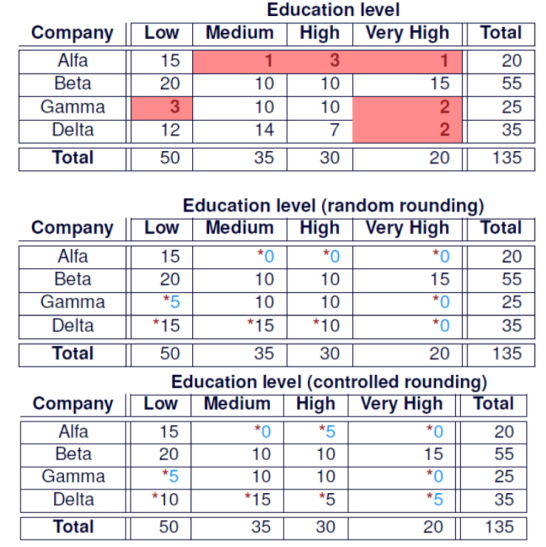 Education level
Company Low Medium High Very High Total
Alfa 15 1 3 1 20
Beta 20 10 10 15 55
Gamma 3 10 10 2 25
Delta 12 14 7 2 35
Total 50 35 30 20 135
Education level (random rounding)
Company Low Medium High Very High Total
Alfa 15 *0 *0 *0 20
Beta 20 10 10 15 55
Gamma *5 10 10 *0 25
Delta *15 *15 *10 *0 35
Total 50 35 30 20 135
Education level (controlled rounding)
Company Low Medium High Very High Total
Alfa 15 *0 *5 *0 20
Beta 20 10 10 15 55
Gamma *5 10 10 *0 25
Delta *10 *15 *5 *5 35
Total 50 35 30 20 135